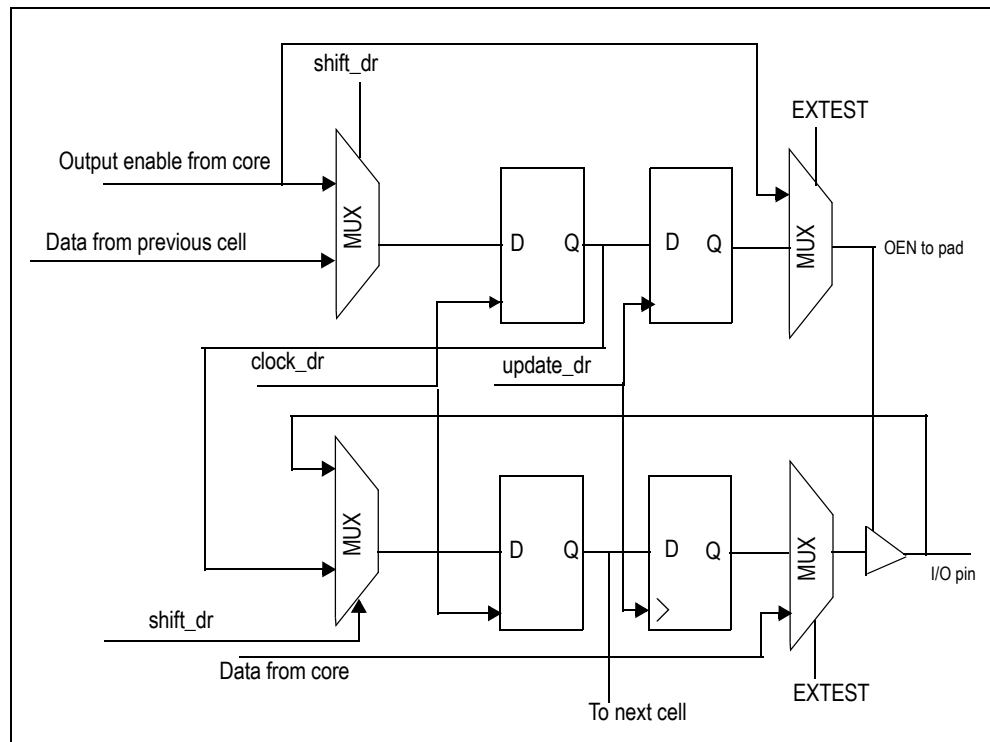 shift_dr
EXTEST
Output enable from core
MUX
MUX
Data from previous cell
D Q
D Q
OEN to pad
clock_dr
update_dr
MUX
MUX
D Q
D Q
I/O pin
shift_dr
Data from core
EXTEST
To next cell